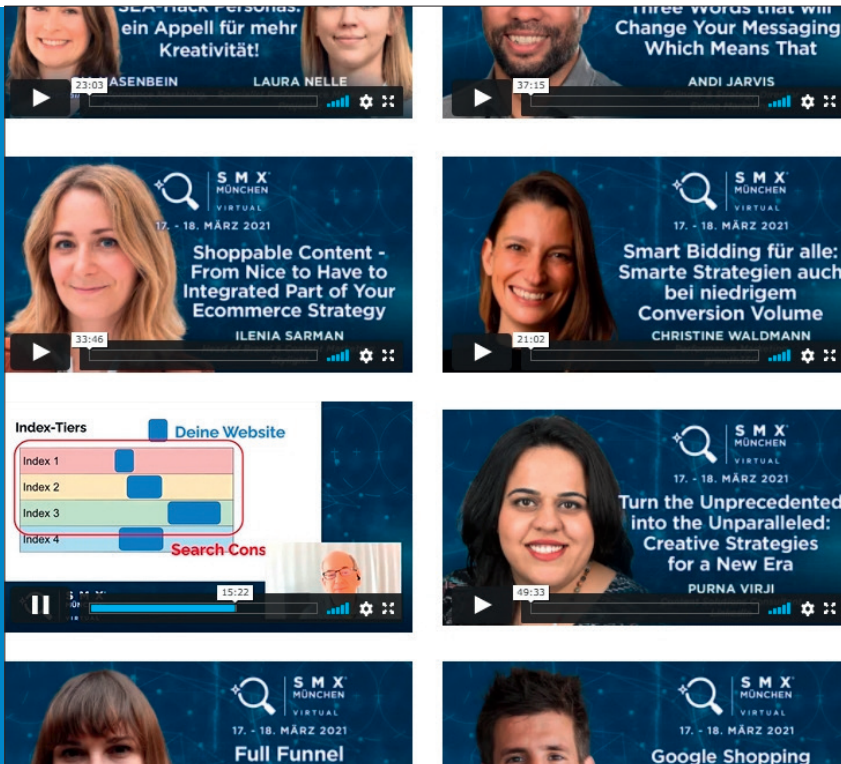 SEA-Hack Personas:
ein Appell für mehr
Kreativität!
ASENBEIN
LAURA NELLE
23:03
Three Words that will
Change Your Messaging
Which Means That
ANDI JARVIS
37:15
SMX
MÜNCHEN
VIRTUAL
17. - 18. MÄRZ 2021
Shoppable Content -
From Nice to Have to
Integrated Part of Your
Ecommerce Strategy
ILENIA SARMAN
33:46
SMX
MÜNCHEN
VIRTUAL
17. - 18. MÄRZ 2021
Smart Bidding für alle:
Smarte Strategien auch
bei niedrigem
Conversion Volume
CHRISTINE WALDMANN
21:02
Index-Tiers
Deine Website
Index 1
Index 2
Index 3
Index 4
Search Cons
15:22
SMX
MÜNCHEN
VIRTUAL
17. - 18. MÄRZ 2021
Turn the Unprecedented
into the Unparalleled:
Creative Strategies
for a New Era
PURNA VIRJI
49:33
SMX
MÜNCHEN
VIRTUAL
17. - 18. MÄRZ 2021
Full Funnel
SMX
MÜNCHEN
VIRTUAL
17. - 18. MÄRZ 2021
Google Shopping